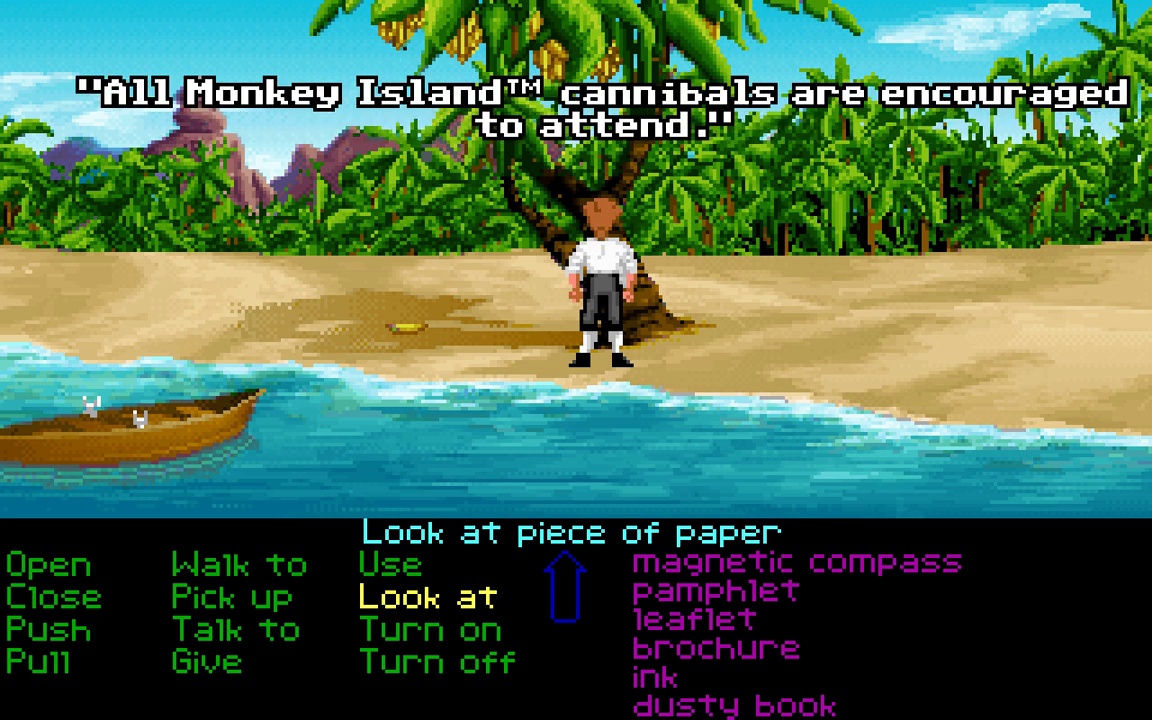 "All Monkey Island™ cannibals are encouraged
to attend."
Look at piece of paper
Open Walk to Use magnetic compass
Close Pick up Look at pamphlet
Push Talk to Turn on leaflet
Pull Give Turn off brochure
ink
dusty book